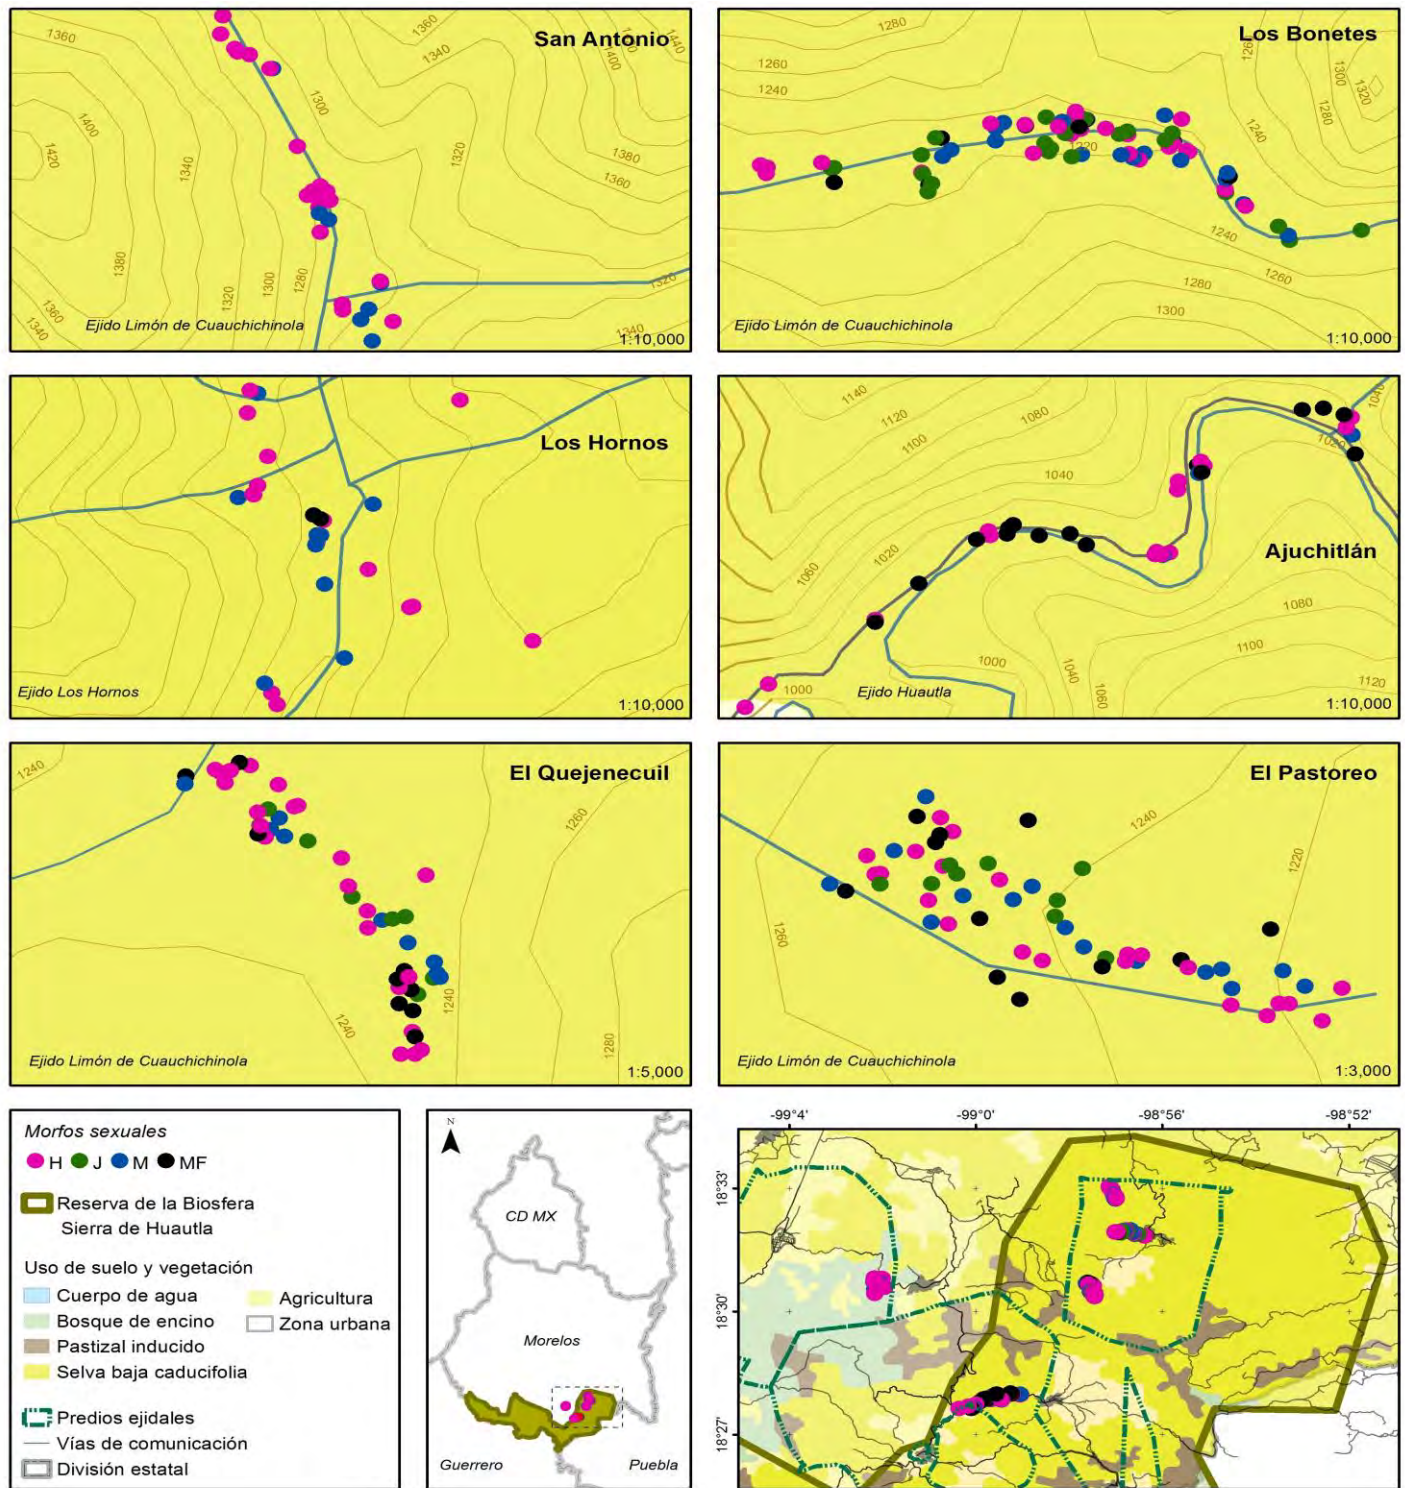 San Antonio
1360
1340
1360
1440
1400
1360
1340
1300
1400
1420
1340
1320
1380
1360
1380
1320
1300
1280
1320
1360
1340
1340
Ejido Limón de Cuauchichinola
1:10,000
Los Bonetes
1280
1260
1260
1240
1280
1300
1320
1240
1220
1240
1260
1280
1300
Ejido Limón de Cuauchichinola
1:10,000
Los Hornos
Ejido Los Hornos
1:10,000
Ajuchitlán
1140
1120
1100
1080
1040
1040
1020
1020
1060
1080
1000
1040
1060
1100
1120
1000
Ejido Huautla
1:10,000
El Quejenecuil
1240
1260
1240
1240
1280
Ejido Limón de Cuauchichinola
1:5,000
El Pastoreo
1240
1220
1260
Ejido Limón de Cuauchichinola
1:3,000
Morfos sexuales
H J M MF
Reserva de la Biosfera
Sierra de Huautla
Uso de suelo y vegetación
Cuerpo de agua
Bosque de encino
Pastizal inducido
Selva baja caducifolia
Agricultura
Zona urbana
Predios ejidales
Vías de comunicación
División estatal
N
CD MX
Morelos
Guerrero
Puebla
-99°4' -99°0' -98°56' -98°52'
18°33'
18°30'
18°27'